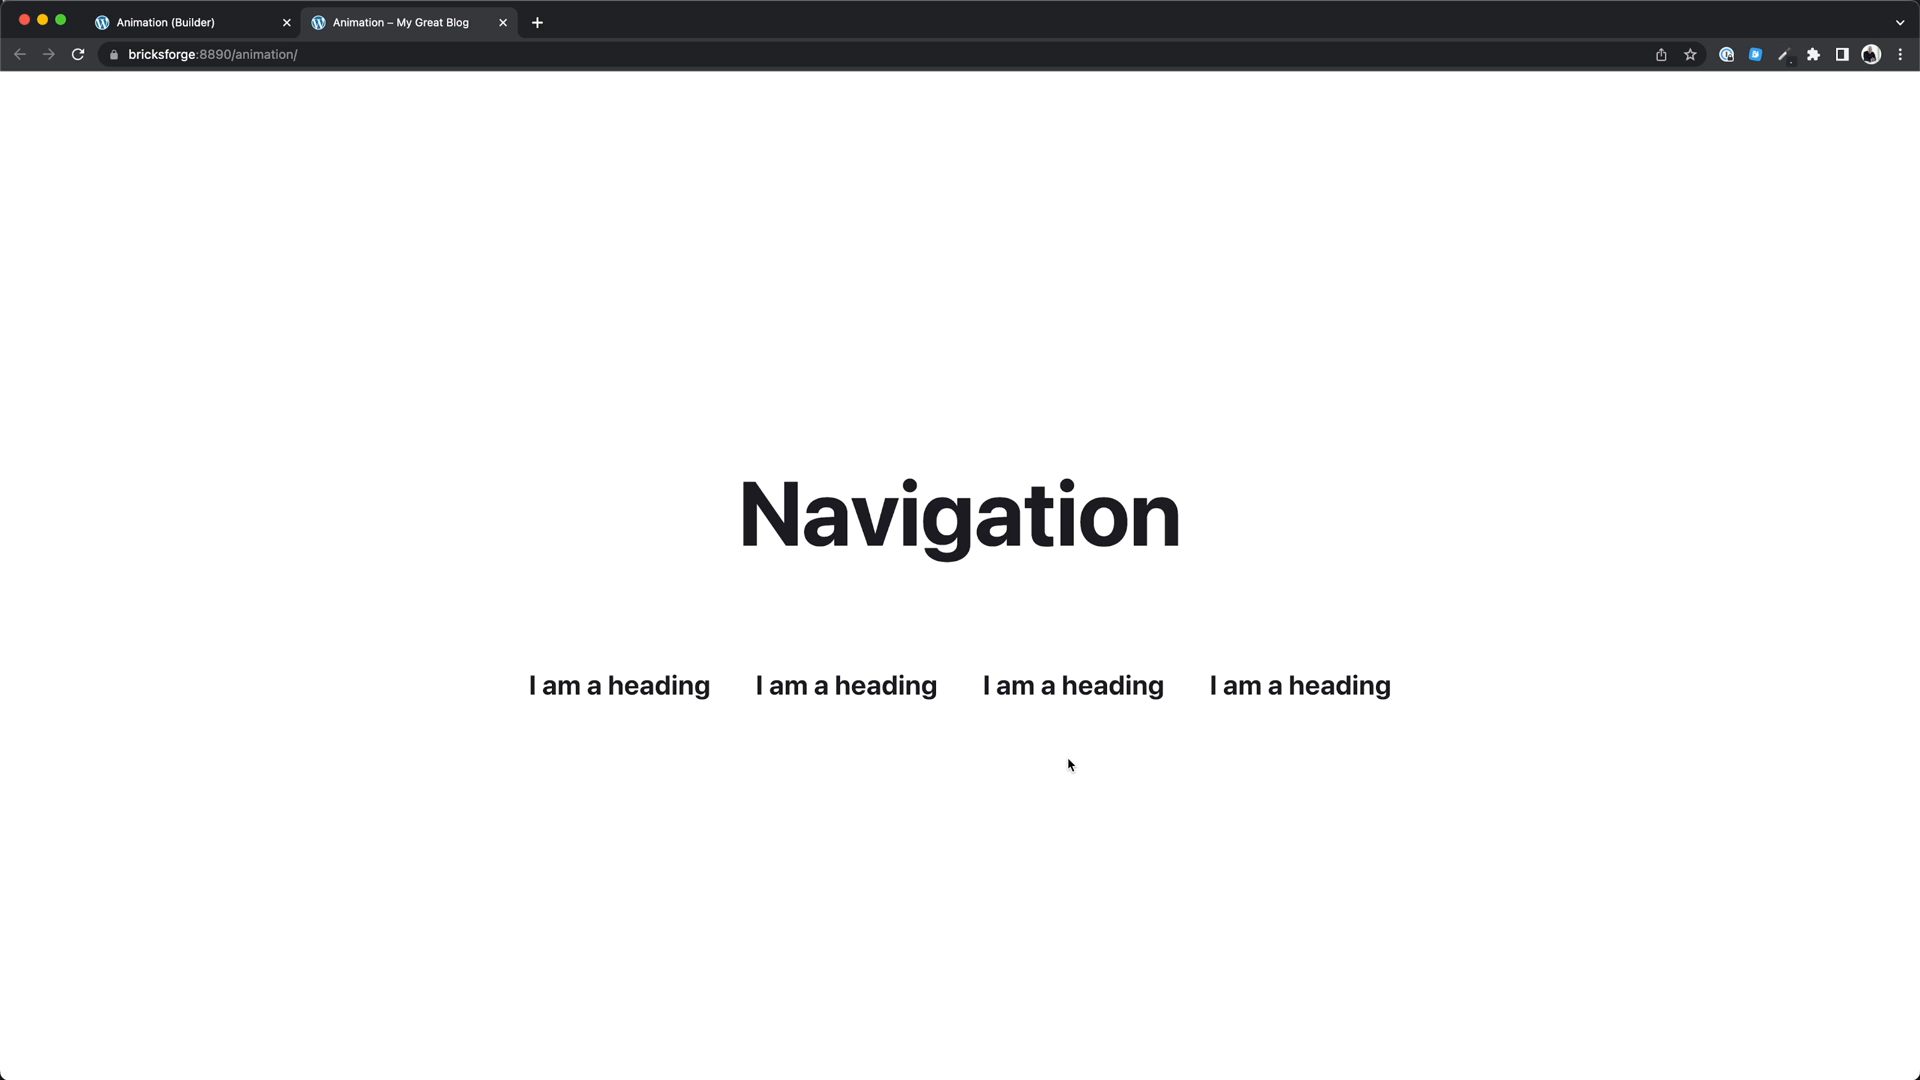 Animation (Builder)
Animation – My Great Blog
bricksforge:8890/animation/
Navigation
I am a heading
I am a heading
I am a heading
I am a heading